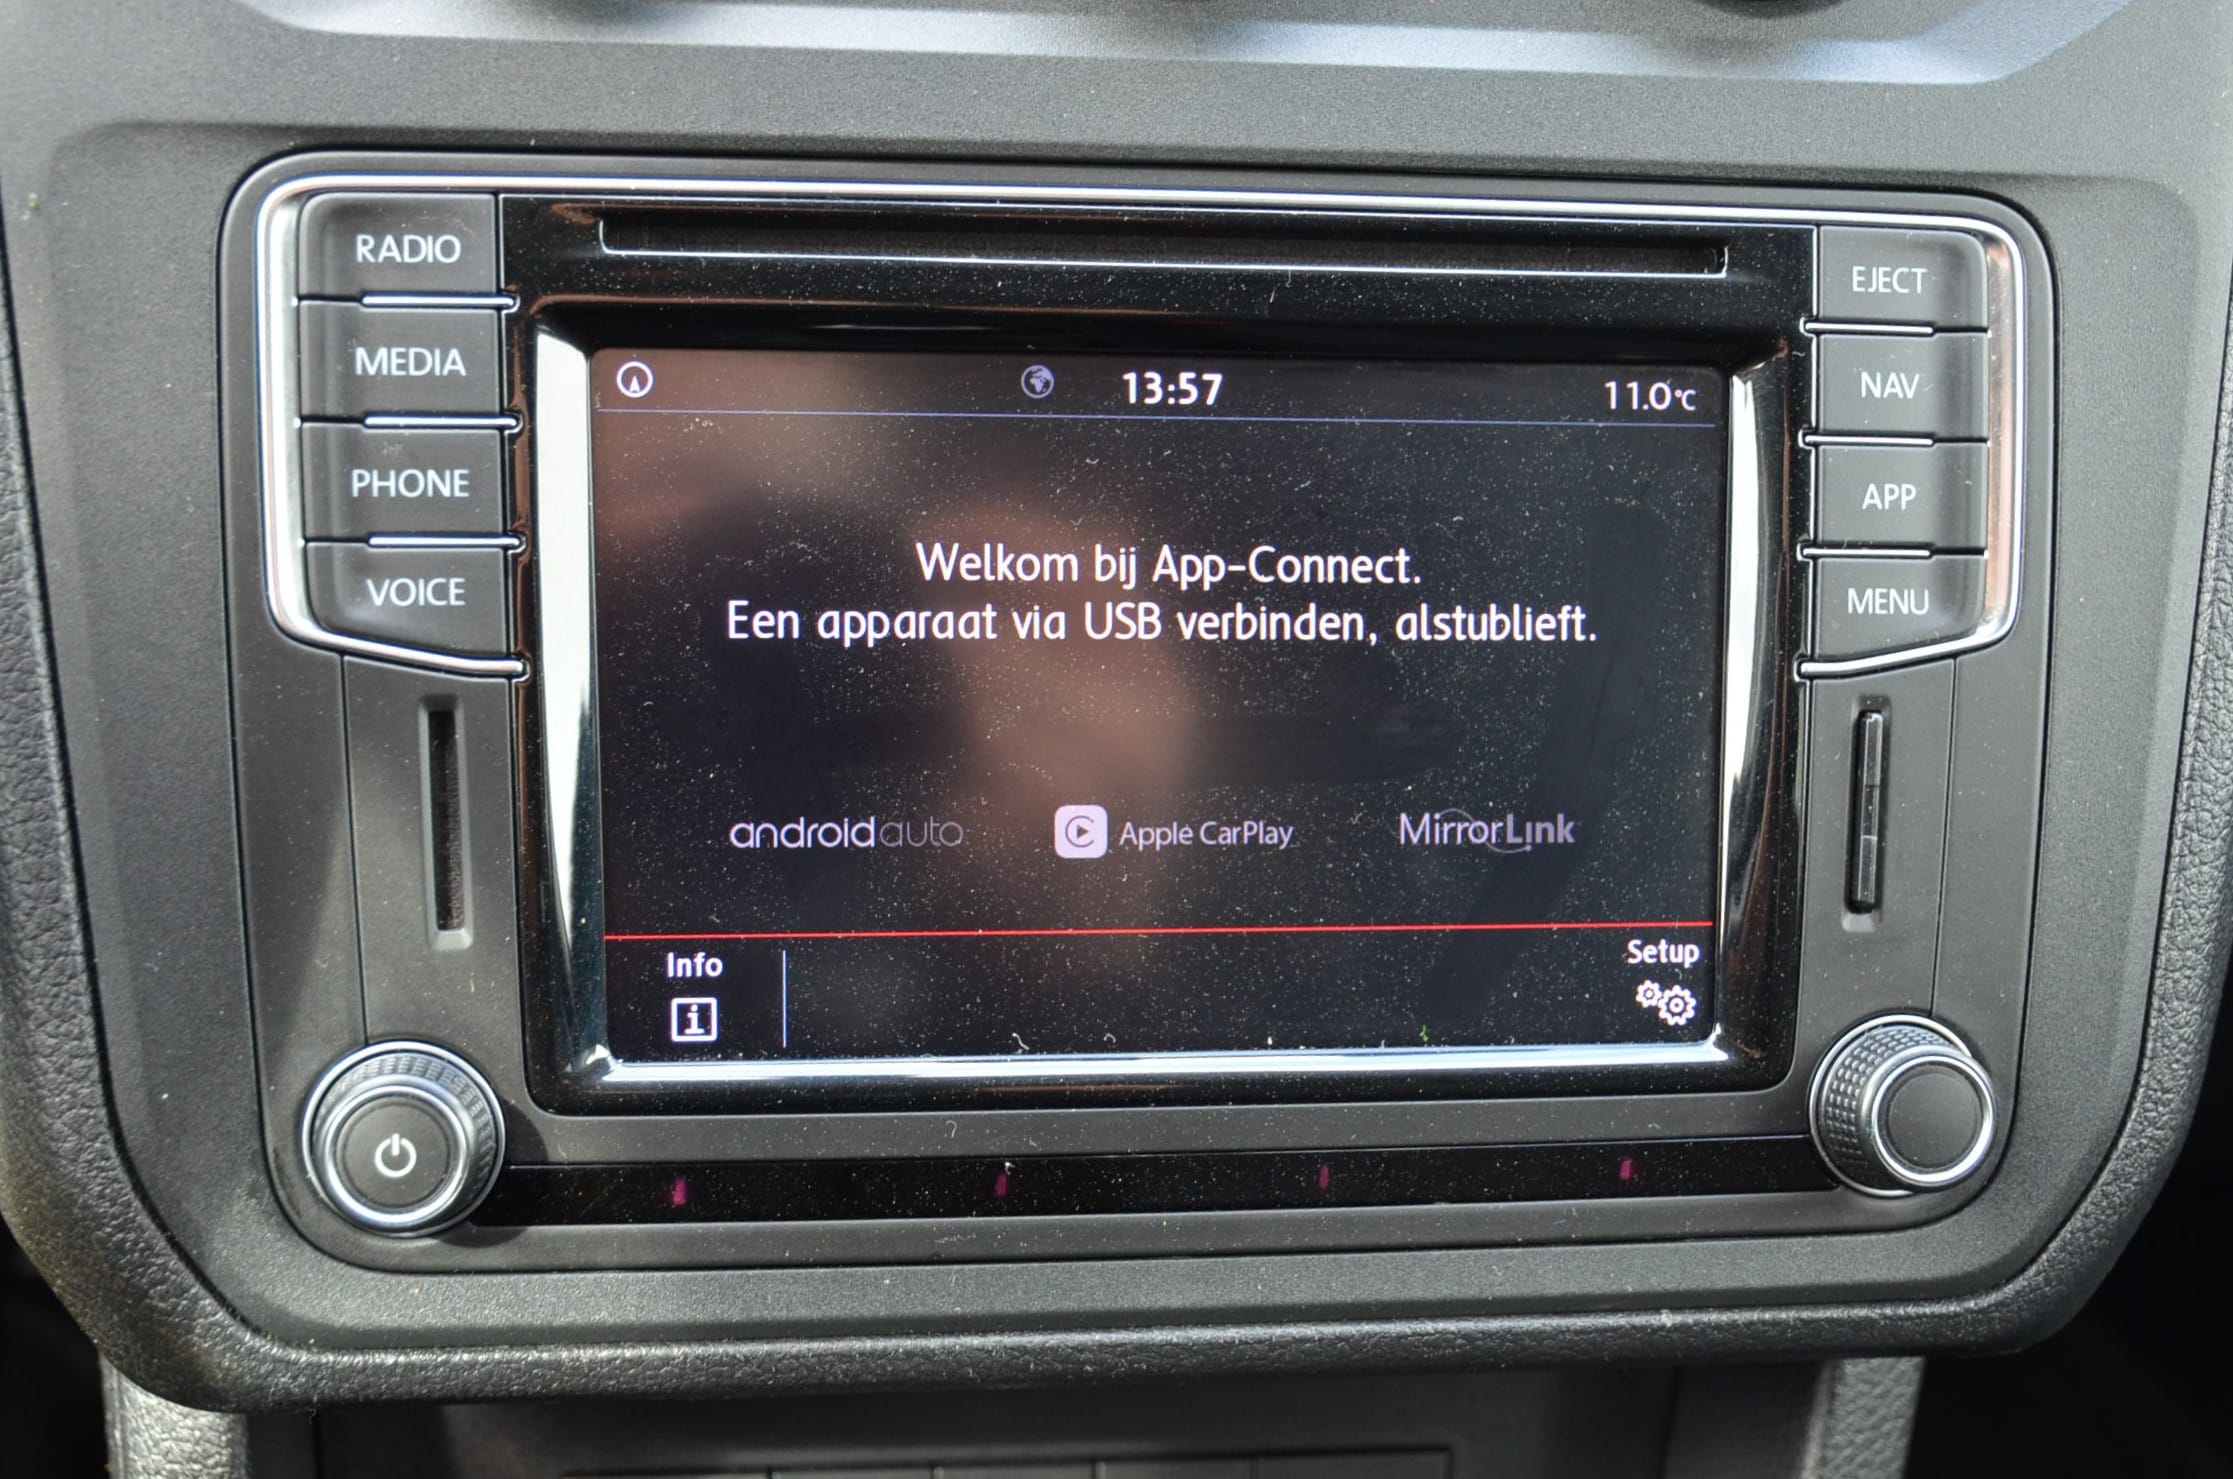 RADIO
MEDIA
PHONE
VOICE
EJECT
NAV
APP
MENU
13:57
11.0°C
Welkom bij App-Connect.
Een apparaat via USB verbinden, alstublieft.
androidauto
Apple CarPlay
MirrorLink
Info
Setup